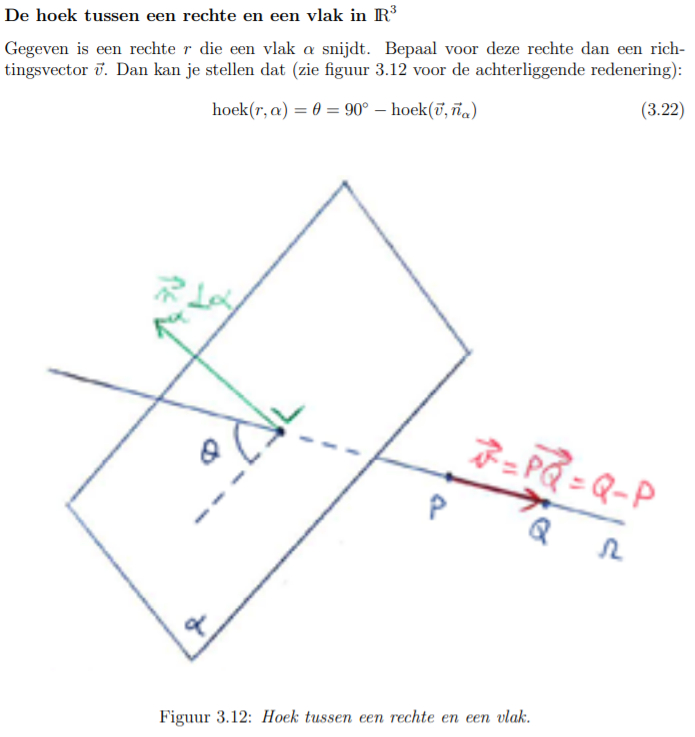 De hoek tussen een rechte en een vlak in ℝ³
Gegeven is een rechte r die een vlak α snijdt. Bepaal voor deze rechte dan een rich-
tingsvector v⃗. Dan kan je stellen dat (zie figuur 3.12 voor de achterliggende redenering):
hoek(r, α) = θ = 90° − hoek(v⃗, n⃗α) (3.22)
n⃗α ⊥ α
θ
v⃗ = PQ⃗ = Q − P
P
Q
r
α
Figuur 3.12: Hoek tussen een rechte en een vlak.